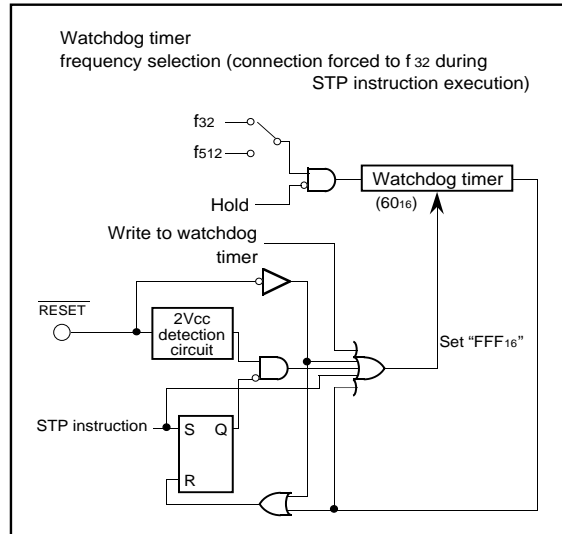 Watchdog timer
frequency selection (connection forced to f32 during
STP instruction execution)
f32
f512
Hold
Watchdog timer
(6016)
Write to watchdog
timer
RESET
2Vcc
detection
circuit
Set “FFF16”
STP instruction
S Q
R